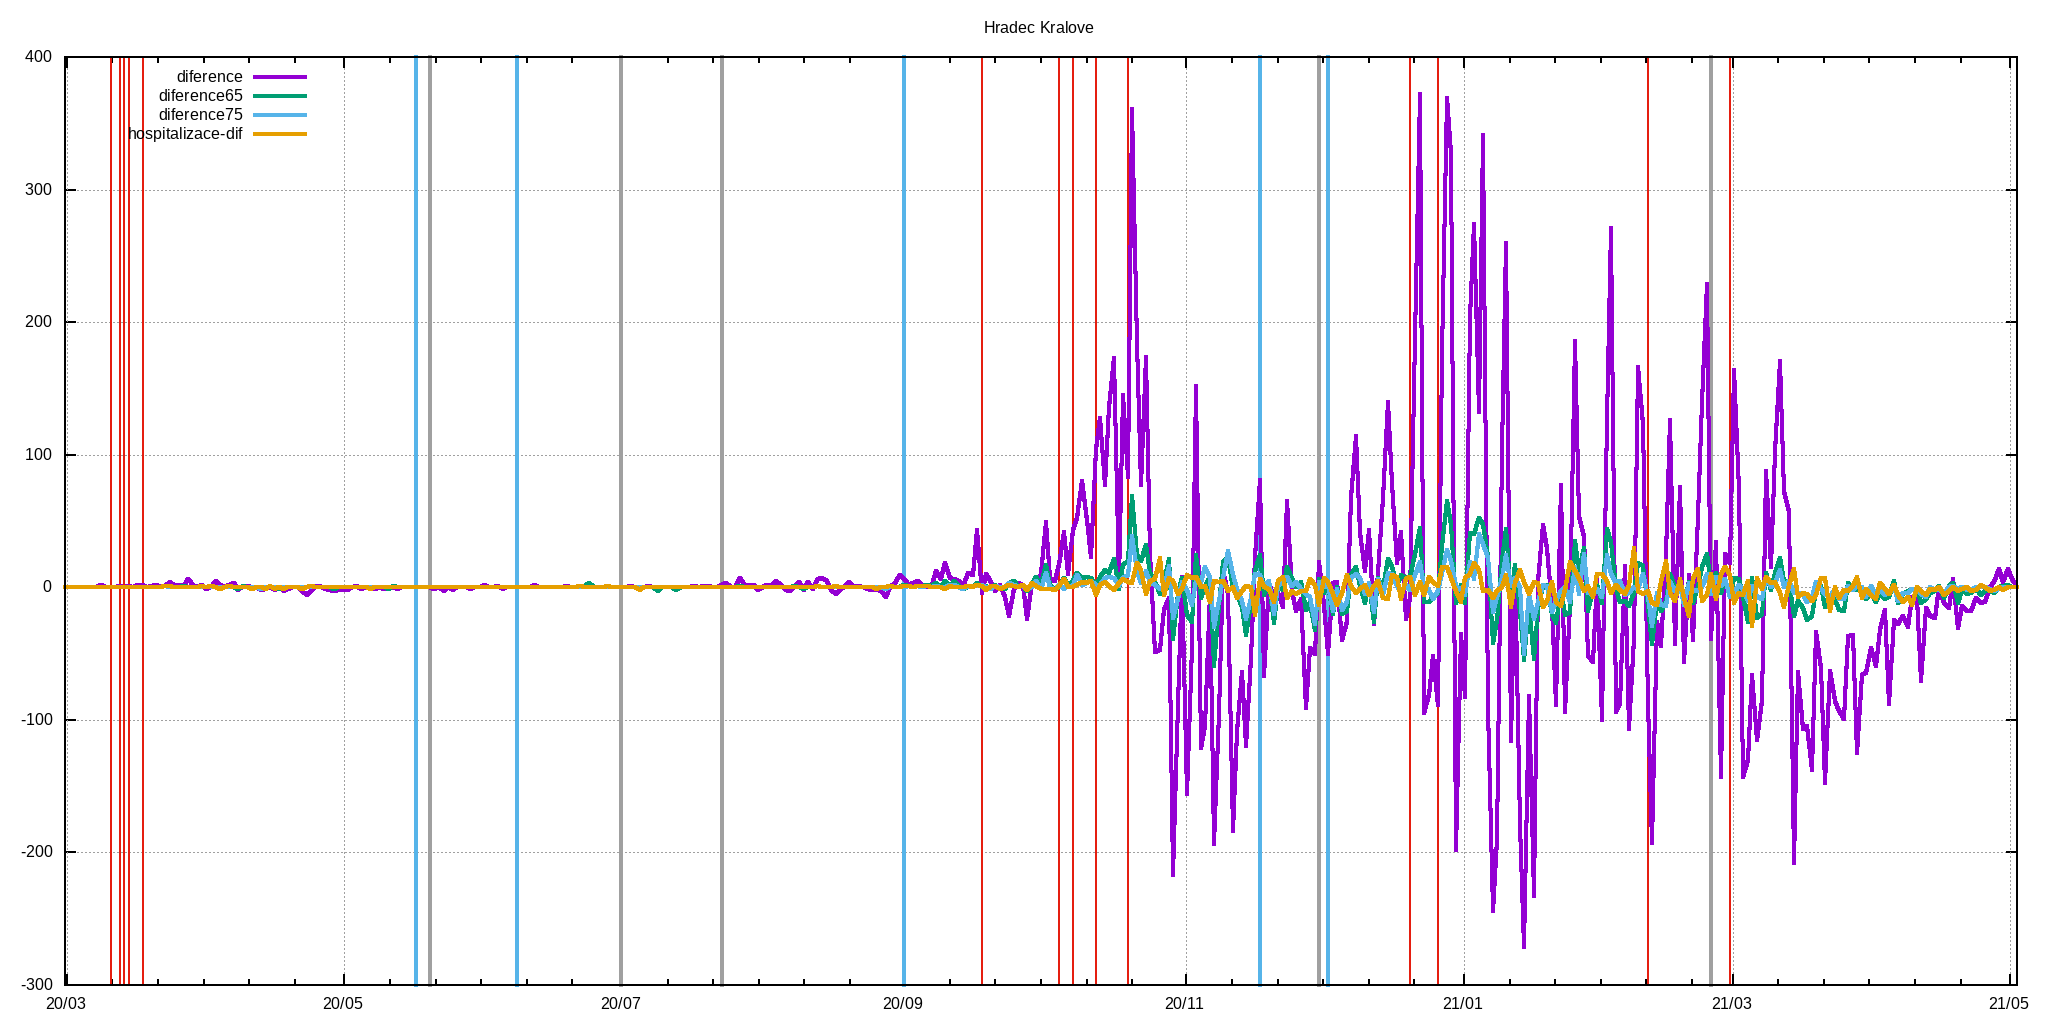 Hradec Kralove
400
300
200
100
0
-100
-200
-300
diference
diference65
diference75
hospitalizace-dif
20/03 20/05 20/07 20/09 20/11 21/01 21/03 21/05